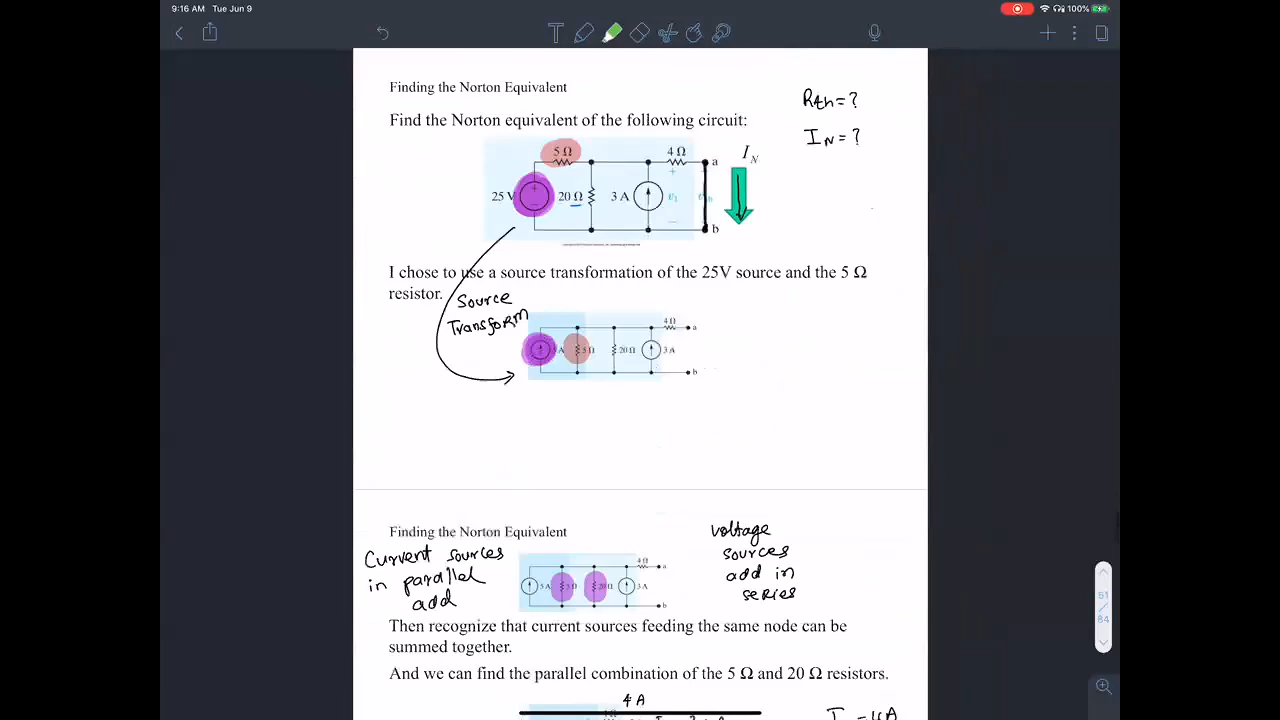 9:16 AM Tue Jun 9
100%
Finding the Norton Equivalent
Find the Norton equivalent of the following circuit:
Rth = ?
IN = ?
5 Ω
4 Ω
a
IN
25 V
20 Ω
3 A
v1
b
I chose to use a source transformation of the 25V source and the 5 Ω
resistor.
Source
Transform
4 Ω
a
5 Ω
20 Ω
3 A
b
Finding the Norton Equivalent
Current sources
in parallel
add
voltage
sources
add in
series
4 Ω
a
5 A
5 Ω
20 Ω
3 A
b
Then recognize that current sources feeding the same node can be
summed together.
And we can find the parallel combination of the 5 Ω and 20 Ω resistors.
4 A
51
/
84